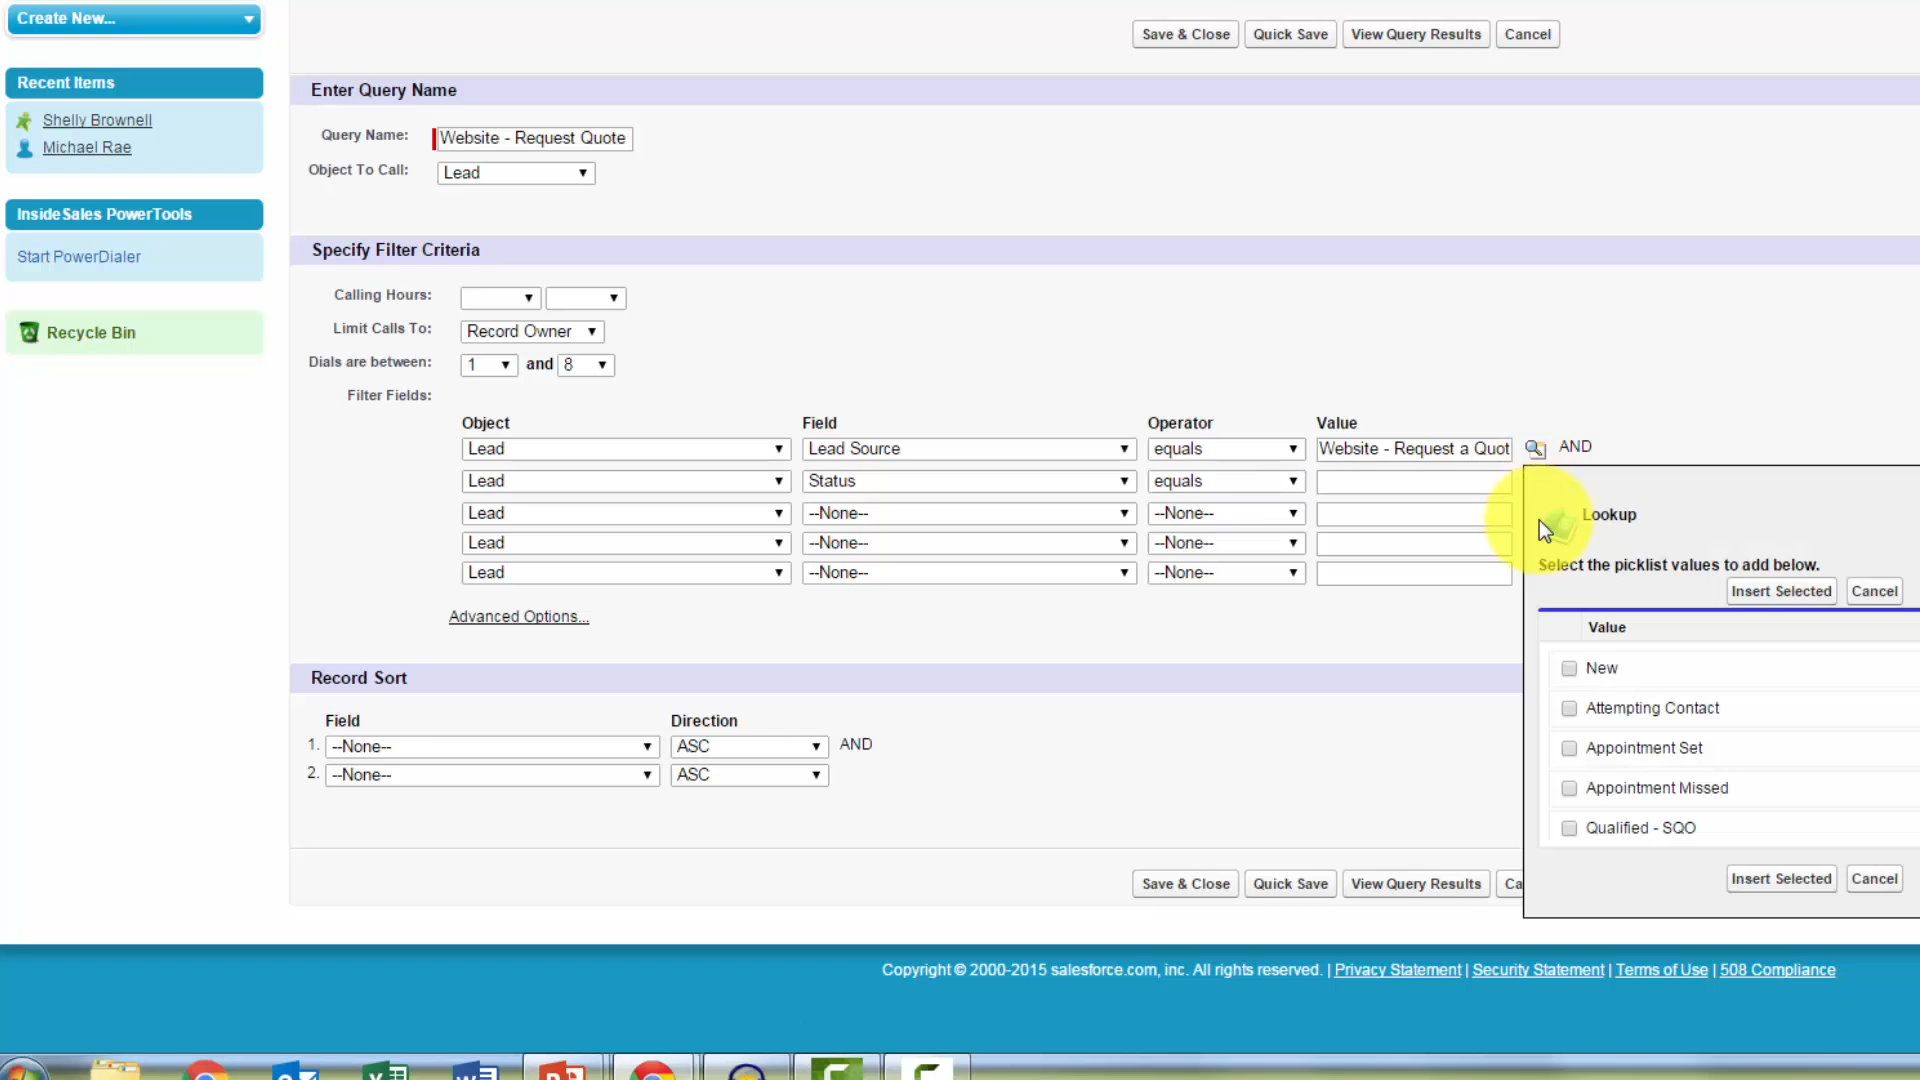 Create New...
Save & Close Quick Save View Query Results Cancel
Recent Items
Shelly Brownell
Michael Rae
InsideSales PowerTools
Start PowerDialer
Recycle Bin
Enter Query Name
Query Name: Website - Request Quote
Object To Call: Lead
Specify Filter Criteria
Calling Hours:
Limit Calls To: Record Owner
Dials are between: 1 and 8
Filter Fields:
Object Field Operator Value
Lead Lead Source equals Website - Request a Quot AND
Lead Status equals
Lead --None-- --None--
Lead --None-- --None--
Lead --None-- --None--
Advanced Options...
Lookup
Select the picklist values to add below.
Insert Selected Cancel
Value
New
Attempting Contact
Appointment Set
Appointment Missed
Qualified - SQO
Insert Selected Cancel
Record Sort
Field Direction
1. --None-- ASC AND
2. --None-- ASC
Save & Close Quick Save View Query Results Ca
Copyright © 2000-2015 salesforce.com, inc. All rights reserved. | Privacy Statement | Security Statement | Terms of Use | 508 Compliance